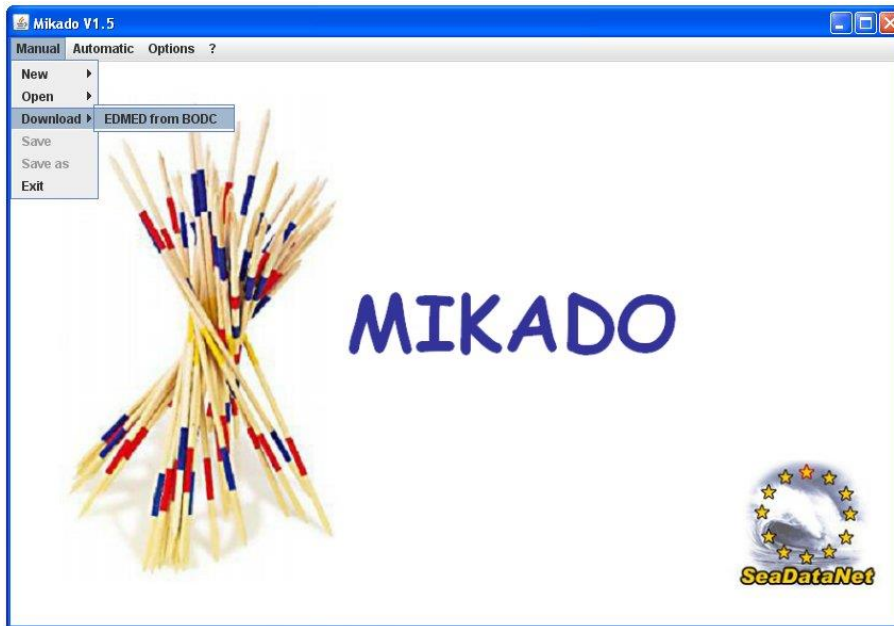 Mikado V1.5
Manual Automatic Options ?
New
Open
Download EDMED from BODC
Save
Save as
Exit
MIKADO
SeaDataNet